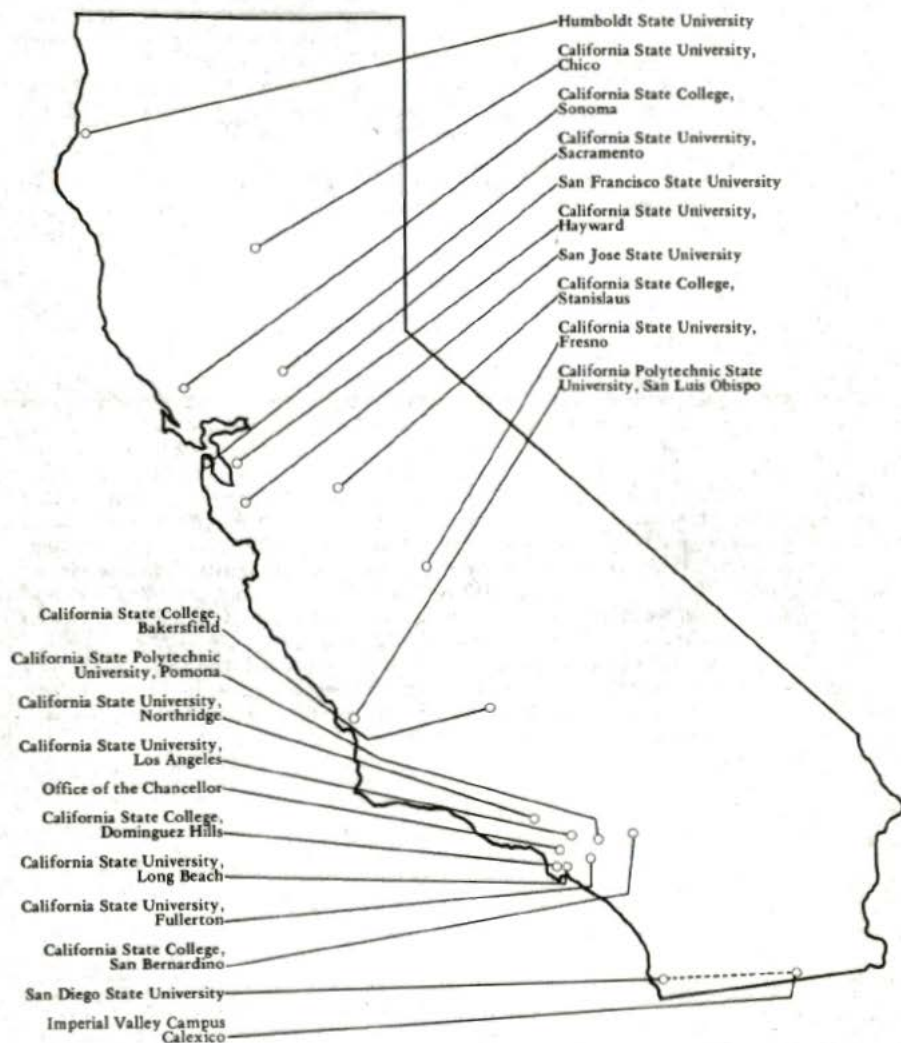 Humboldt State University
California State University,
Chico
California State College,
Sonoma
California State University,
Sacramento
San Francisco State University
California State University,
Hayward
San Jose State University
California State College,
Stanislaus
California State University,
Fresno
California Polytechnic State
University, San Luis Obispo
California State College,
Bakersfield
California State Polytechnic
University, Pomona
California State University,
Northridge
California State University,
Los Angeles
Office of the Chancellor
California State College,
Dominguez Hills
California State University,
Long Beach
California State University,
Fullerton
California State College,
San Bernardino
San Diego State University
Imperial Valley Campus
Calexico